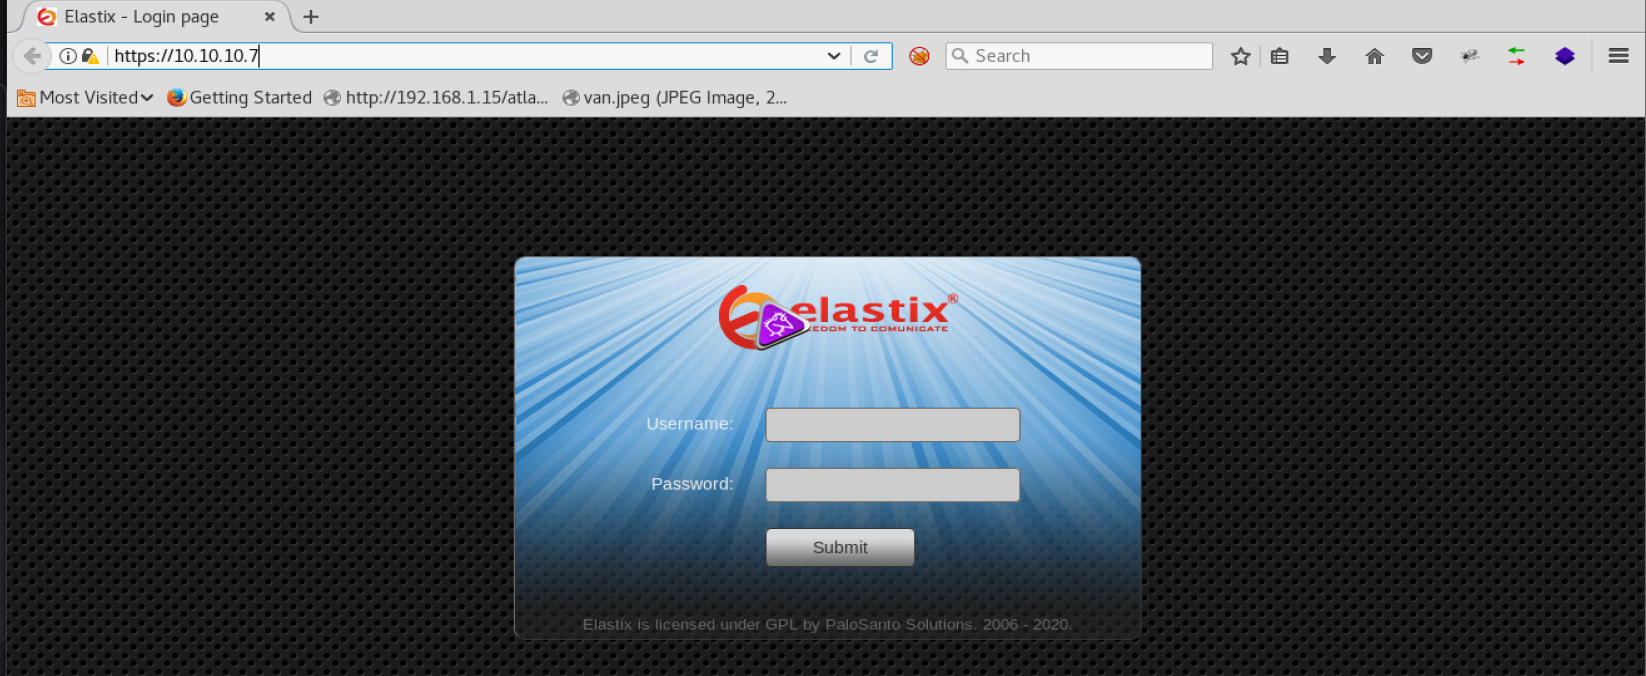 Elastix - Login page
https://10.10.10.7
Search
Most Visited Getting Started http://192.168.1.15/atla... van.jpeg (JPEG Image, 2...
elastix®
EDOM TO COMUNICATE
Username:
Password:
Submit
Elastix is licensed under GPL by PaloSanto Solutions. 2006 - 2020.